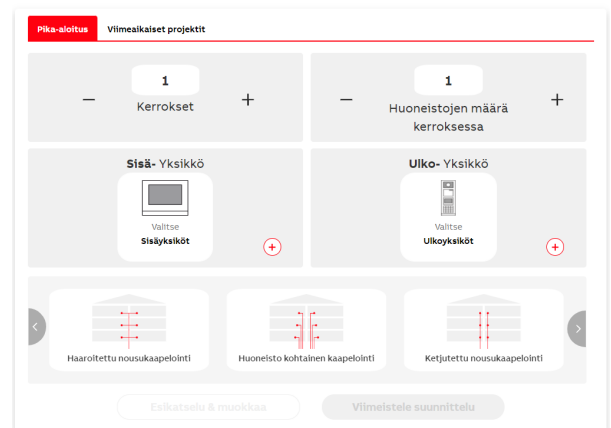 Pika-aloitus Viimeaikaiset projektit
1
Kerrokset
1
Huoneistojen määrä
kerroksessa
Sisä- Yksikkö
Valitse
Sisäyksiköt
Ulko- Yksikkö
Valitse
Ulkoyksiköt
Haaroitettu nousukaapelointi
Huoneisto kohtainen kaapelointi
Ketjutettu nousukaapelointi
Esikatselu & muokkaa
Viimeistele suunnittelu